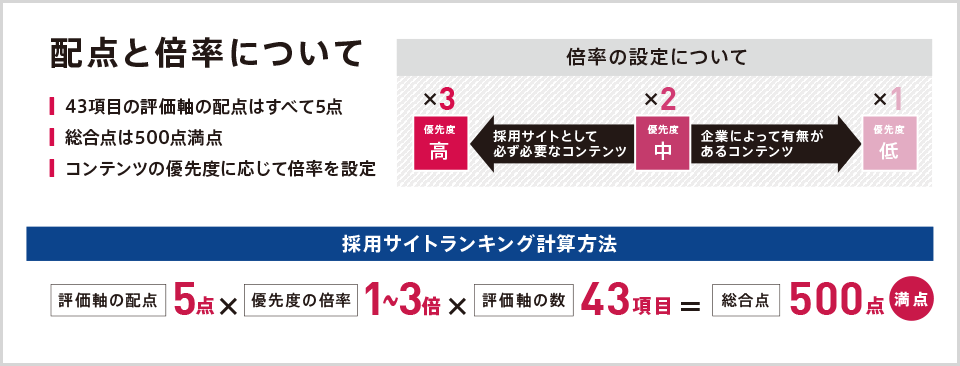 配点と倍率について
43項目の評価軸の配点はすべて5点
総合点は500点満点
コンテンツの優先度に応じて倍率を設定
倍率の設定について
×3
×2
×1
優先度
高
採用サイトとして
必ず必要なコンテンツ
優先度
中
企業によって有無が
あるコンテンツ
優先度
低
採用サイトランキング計算方法
評価軸の配点 5点 × 優先度の倍率 1~3倍 × 評価軸の数 43項目 = 総合点 500点 満点